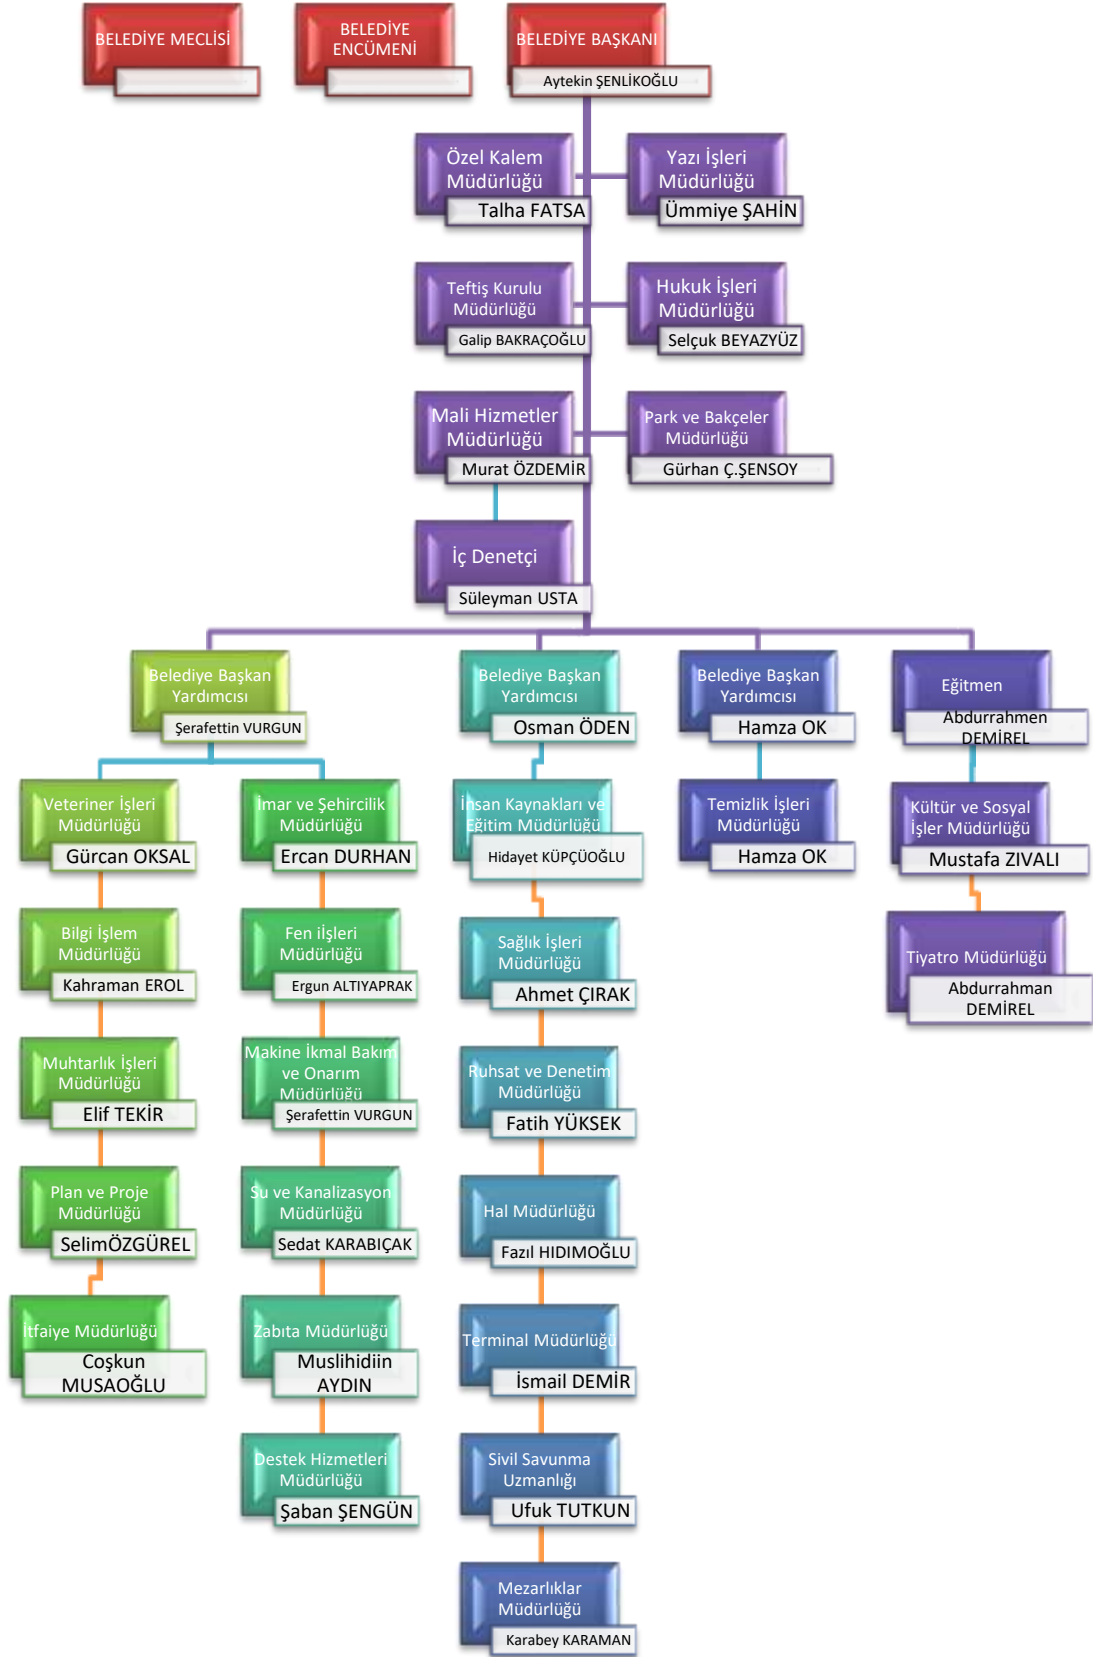 BELEDİYE MECLİSİ
BELEDİYE
ENCÜMENİ
BELEDİYE BAŞKANI
Aytekin ŞENLİKOĞLU
Özel Kalem
Müdürlüğü
Talha FATSA
Yazı İşleri
Müdürlüğü
Ümmiye ŞAHİN
Teftiş Kurulu
Müdürlüğü
Galip BAKRAÇOĞLU
Hukuk İşleri
Müdürlüğü
Selçuk BEYAZYÜZ
Mali Hizmetler
Müdürlüğü
Murat ÖZDEMİR
Park ve Bakçeler
Müdürlüğü
Gürhan Ç.ŞENSOY
İç Denetçi
Süleyman USTA
Belediye Başkan
Yardımcısı
Şerafettin VURGUN
Belediye Başkan
Yardımcısı
Osman ÖDEN
Belediye Başkan
Yardımcısı
Hamza OK
Eğitmen
Abdurrahmen
DEMİREL
Veteriner İşleri
Müdürlüğü
Gürcan OKSAL
İmar ve Şehircilik
Müdürlüğü
Ercan DURHAN
İnsan Kaynakları ve
Eğitim Müdürlüğü
Hidayet KÜPÇÜOĞLU
Temizlik İşleri
Müdürlüğü
Hamza OK
Kültür ve Sosyal
İşler Müdürlüğü
Mustafa ZIVALI
Bilgi İşlem
Müdürlüğü
Kahraman EROL
Fen iİşleri
Müdürlüğü
Ergun ALTIYAPRAK
Sağlık İşleri
Müdürlüğü
Ahmet ÇIRAK
Tiyatro Müdürlüğü
Abdurrahman
DEMİREL
Muhtarlık İşleri
Müdürlüğü
Elif TEKİR
Makine İkmal Bakım
ve Onarım
Müdürlüğü
Şerafettin VURGUN
Ruhsat ve Denetim
Müdürlüğü
Fatih YÜKSEK
Plan ve Proje
Müdürlüğü
SelimÖZGÜREL
Su ve Kanalizasyon
Müdürlüğü
Sedat KARABIÇAK
Hal Müdürlüğü
Fazıl HIDIMOĞLU
İtfaiye Müdürlüğü
Coşkun
MUSAOĞLU
Zabıta Müdürlüğü
Muslihidiin
AYDIN
Terminal Müdürlüğü
İsmail DEMİR
Destek Hizmetleri
Müdürlüğü
Şaban ŞENGÜN
Sivil Savunma
Uzmanlığı
Ufuk TUTKUN
Mezarlıklar
Müdürlüğü
Karabey KARAMAN